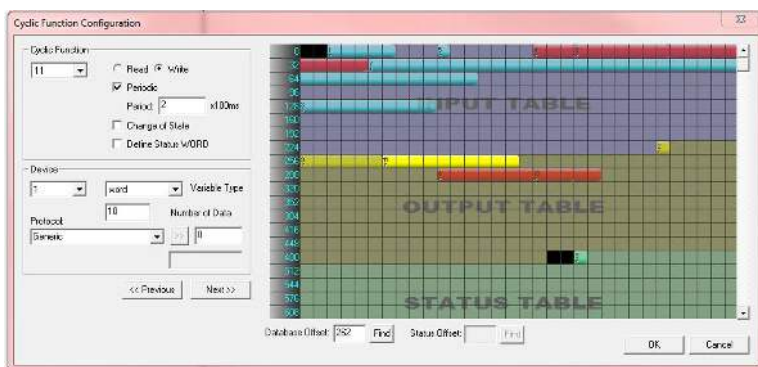 Cyclic Function Configuration
Cyclic Function
11
Read
Write
Periodic
Period: 2 x100ms
Change of State
Define Status WORD
Device
1
word
Variable Type
10
Number of Data
Protocol:
Generic
>>
0
<< Previous
Next >>
0
32
64
96
128
160
192
224
256
320
352
416
448
512
544
576
608
INPUT TABLE
OUTPUT TABLE
STATUS TABLE
Database Offset:
262
Find
Status Offset:
Find
OK
Cancel